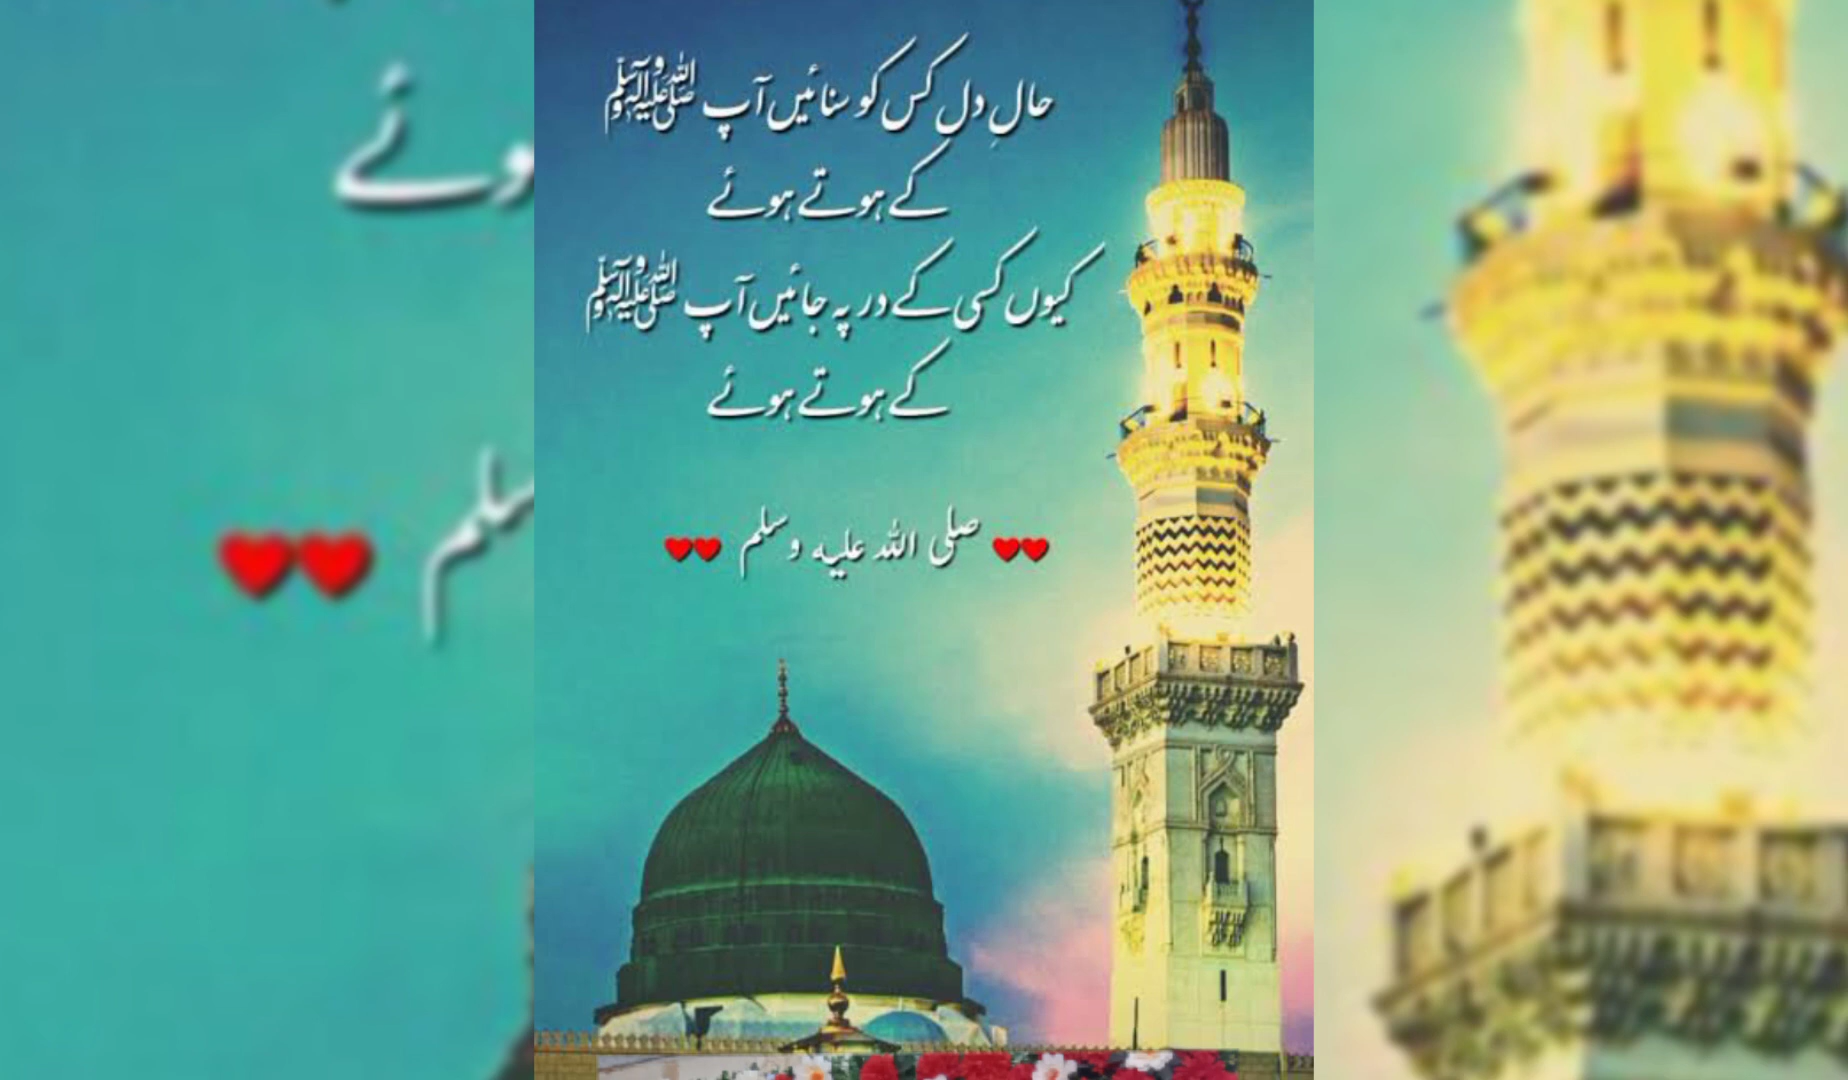 حالِ دل کس کو سنائیں آپ ﷺ
کے ہوتے ہوئے
کیوں کسی کے در پہ جائیں آپ ﷺ
کے ہوتے ہوئے
♥♥ صلی اللہ علیہ وسلم ♥♥